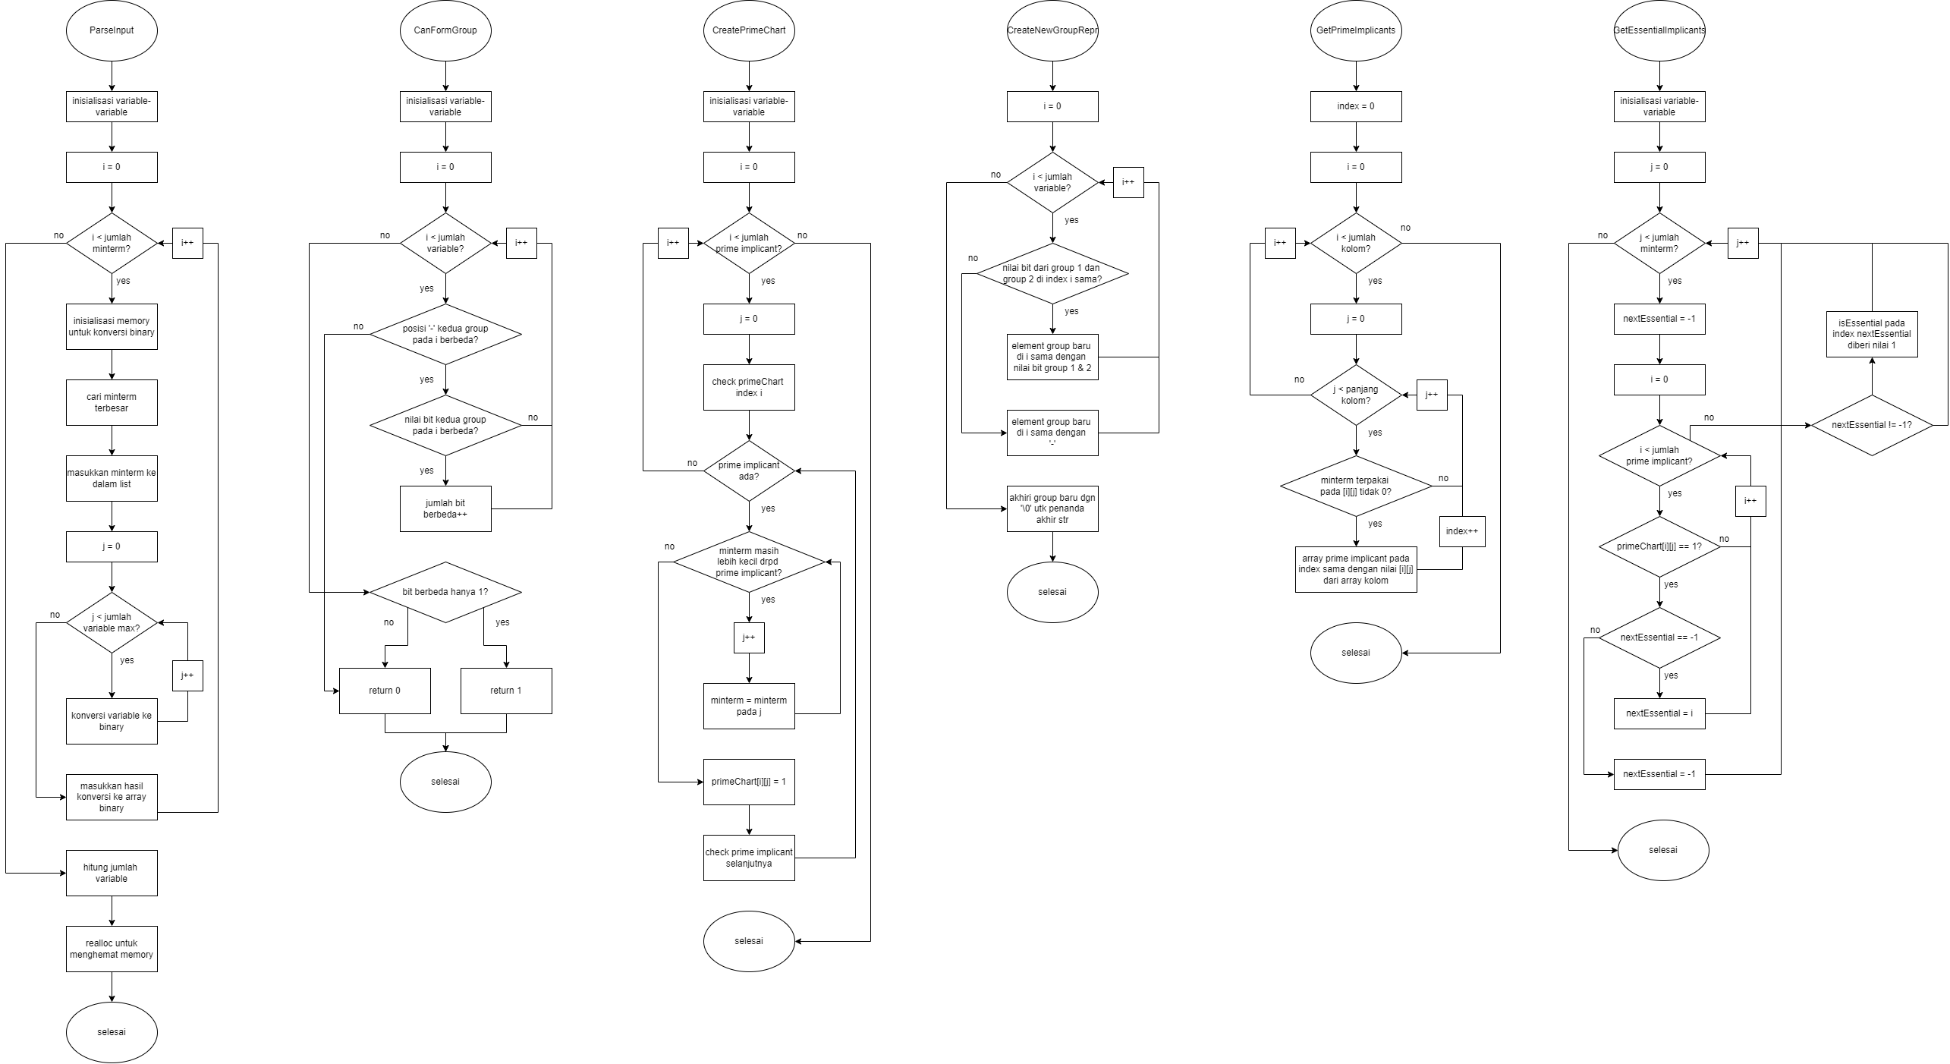 ParseInput
inisialisasi variable-
variable
i = 0
i < jumlah
minterm?
no
i++
yes
inisialisasi memory
untuk konversi binary
cari minterm
terbesar
masukkan minterm ke
dalam list
j = 0
j < jumlah
variable max?
no
yes
j++
konversi variable ke
binary
masukkan hasil
konversi ke array
binary
hitung jumlah
variable
realloc untuk
menghemat memory
selesai
CanFormGroup
inisialisasi variable-
variable
i = 0
i < jumlah
variable?
no
i++
yes
posisi '-' kedua group
pada i berbeda?
no
yes
nilai bit kedua group
pada i berbeda?
no
yes
jumlah bit
berbeda++
bit berbeda hanya 1?
no
yes
return 0
return 1
selesai
CreatePrimeChart
inisialisasi variable-
variable
i = 0
i++
i < jumlah
prime implicant?
no
yes
j = 0
check primeChart
index i
prime implicant
ada?
no
yes
minterm masih
lebih kecil drpd
prime implicant?
no
yes
j++
minterm = minterm
pada j
primeChart[i][j] = 1
check prime implicant
selanjutnya
selesai
CreateNewGroupRepr
i = 0
i < jumlah
variable?
no
i++
yes
nilai bit dari group 1 dan
group 2 di index i sama?
no
yes
element group baru
di i sama dengan
nilai bit group 1 & 2
element group baru
di i sama dengan
'-'
akhiri group baru dgn
'\0' utk penanda
akhir str
selesai
GetPrimeImplicants
index = 0
i = 0
i++
i < jumlah
kolom?
no
yes
j = 0
j < panjang
kolom?
no
j++
yes
minterm terpakai
pada [i][j] tidak 0?
no
yes
index++
array prime implicant pada
index sama dengan nilai [i][j]
dari array kolom
selesai
GetEssentialImplicants
inisialisasi variable-
variable
j = 0
j < jumlah
minterm?
no
j++
yes
nextEssential = -1
isEssential pada
index nextEssential
diberi nilai 1
i = 0
no
nextEssential != -1?
i < jumlah
prime implicant?
yes
i++
primeChart[i][j] == 1?
no
yes
nextEssential == -1
no
yes
nextEssential = i
nextEssential = -1
selesai